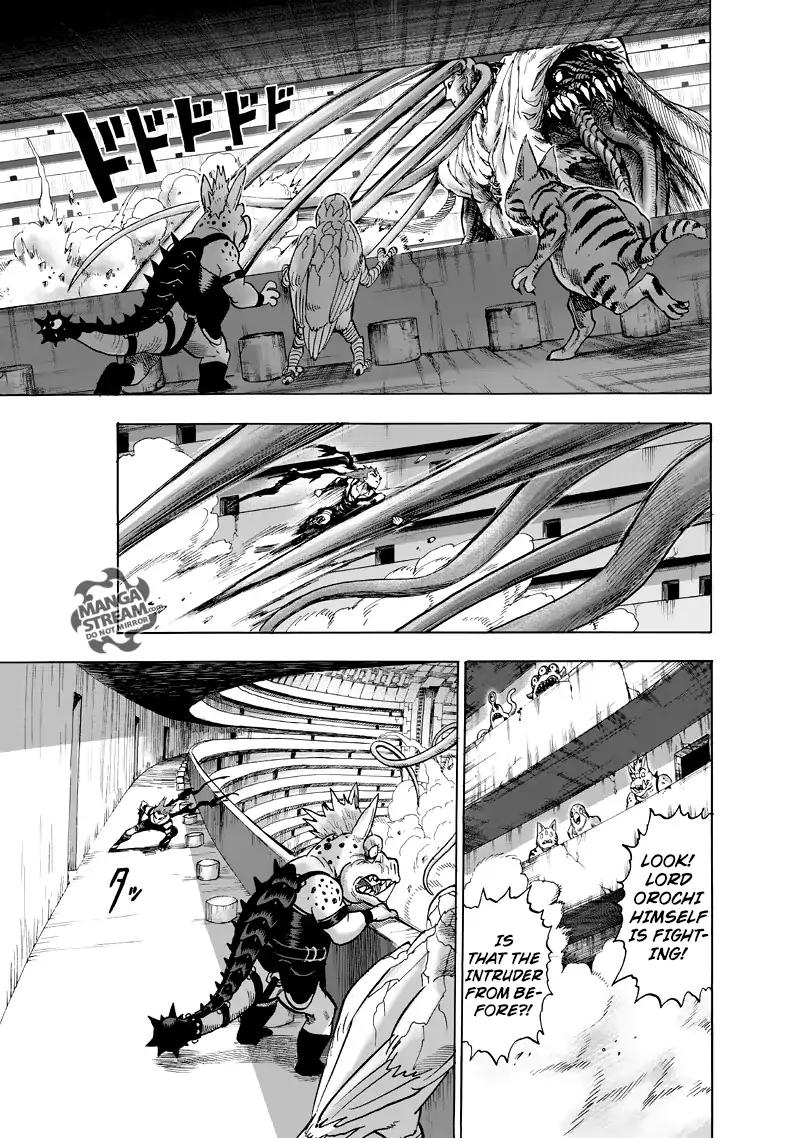 ドドドドド
MANGA
STREAM.com
DO NOT MIRROR
LOOK!
LORD
OROCHI
HIMSELF
IS FIGHT-
ING!
IS
THAT THE
INTRUDER
FROM BE-
FORE?!
タッ